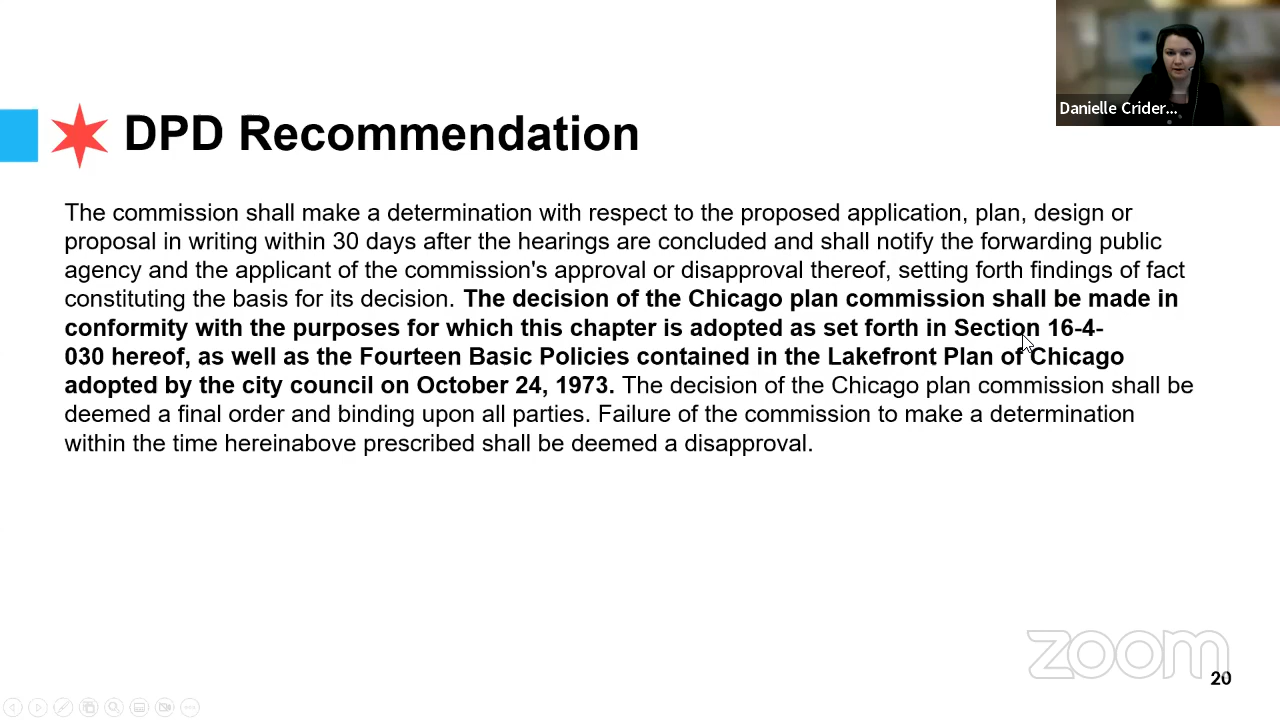 Danielle Crider...
DPD Recommendation
The commission shall make a determination with respect to the proposed application, plan, design or
proposal in writing within 30 days after the hearings are concluded and shall notify the forwarding public
agency and the applicant of the commission's approval or disapproval thereof, setting forth findings of fact
constituting the basis for its decision. The decision of the Chicago plan commission shall be made in
conformity with the purposes for which this chapter is adopted as set forth in Section 16-4-
030 hereof, as well as the Fourteen Basic Policies contained in the Lakefront Plan of Chicago
adopted by the city council on October 24, 1973. The decision of the Chicago plan commission shall be
deemed a final order and binding upon all parties. Failure of the commission to make a determination
within the time hereinabove prescribed shall be deemed a disapproval.
zoom
20